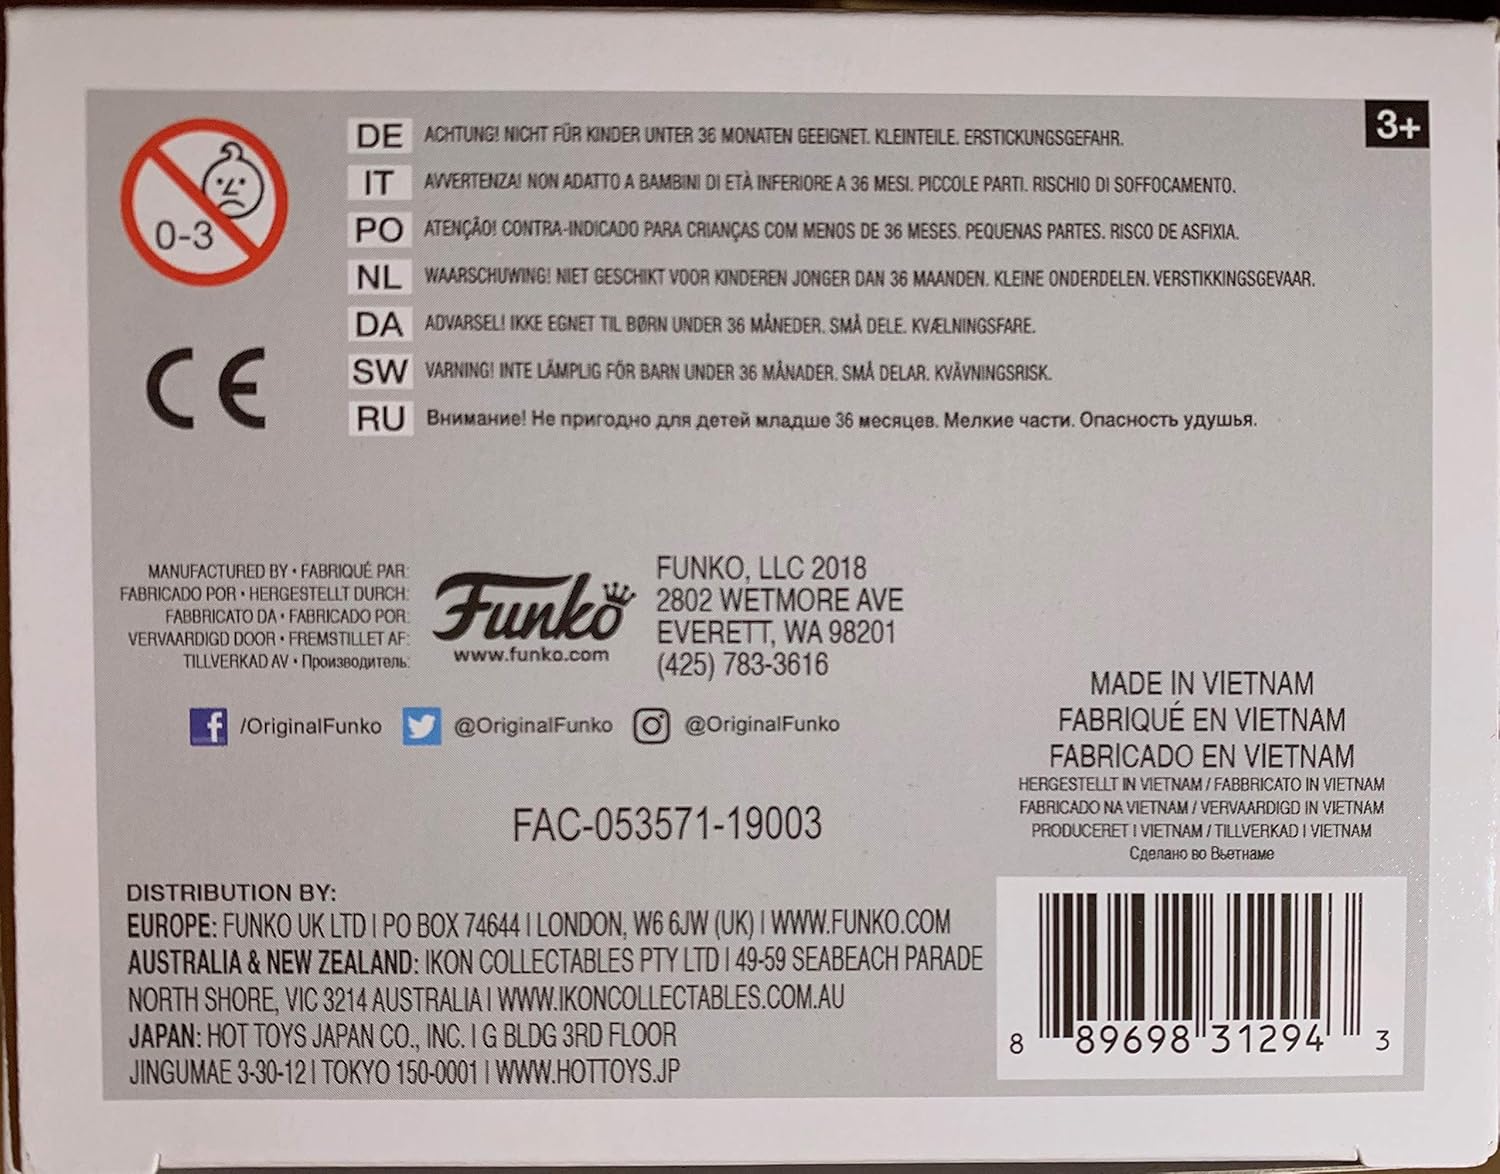 3+
0-3
DE ACHTUNG! NICHT FÜR KINDER UNTER 36 MONATEN GEEIGNET. KLEINTEILE. ERSTICKUNGSGEFAHR.
IT AVVERTENZA! NON ADATTO A BAMBINI DI ETÀ INFERIORE A 36 MESI. PICCOLE PARTI. RISCHIO DI SOFFOCAMENTO.
PO ATENÇÃO! CONTRA-INDICADO PARA CRIANÇAS COM MENOS DE 36 MESES. PEQUENAS PARTES. RISCO DE ASFIXIA.
NL WAARSCHUWING! NIET GESCHIKT VOOR KINDEREN JONGER DAN 36 MAANDEN. KLEINE ONDERDELEN. VERSTIKKINGSGEVAAR.
DA ADVARSEL! IKKE EGNET TIL BØRN UNDER 36 MÅNEDER. SMÅ DELE. KVÆLNINGSFARE.
SW VARNING! INTE LÄMPLIG FÖR BARN UNDER 36 MÅNADER. SMÅ DELAR. KVÄVNINGSRISK.
RU Внимание! Не пригодно для детей младше 36 месяцев. Мелкие части. Опасность удушья.
CE
MANUFACTURED BY • FABRIQUÉ PAR:
FABRICADO POR • HERGESTELLT DURCH:
FABBRICATO DA • FABRICADO POR:
VERVAARDIGD DOOR • FREMSTILLET AF:
TILLVERKAD AV • Производитель:
Funko
www.funko.com
FUNKO, LLC 2018
2802 WETMORE AVE
EVERETT, WA 98201
(425) 783-3616
/OriginalFunko @OriginalFunko @OriginalFunko
FAC-053571-19003
MADE IN VIETNAM
FABRIQUÉ EN VIETNAM
FABRICADO EN VIETNAM
HERGESTELLT IN VIETNAM / FABBRICATO IN VIETNAM
FABRICADO NA VIETNAM / VERVAARDIGD IN VIETNAM
PRODUCERET I VIETNAM / TILLVERKAD I VIETNAM
Сделано во Вьетнаме
DISTRIBUTION BY:
EUROPE: FUNKO UK LTD | PO BOX 74644 | LONDON, W6 6JW (UK) | WWW.FUNKO.COM
AUSTRALIA & NEW ZEALAND: IKON COLLECTABLES PTY LTD | 49-59 SEABEACH PARADE
NORTH SHORE, VIC 3214 AUSTRALIA | WWW.IKONCOLLECTABLES.COM.AU
JAPAN: HOT TOYS JAPAN CO., INC. | G BLDG 3RD FLOOR
JINGUMAE 3-30-12 | TOKYO 150-0001 | WWW.HOTTOYS.JP
8 89698 31294 3